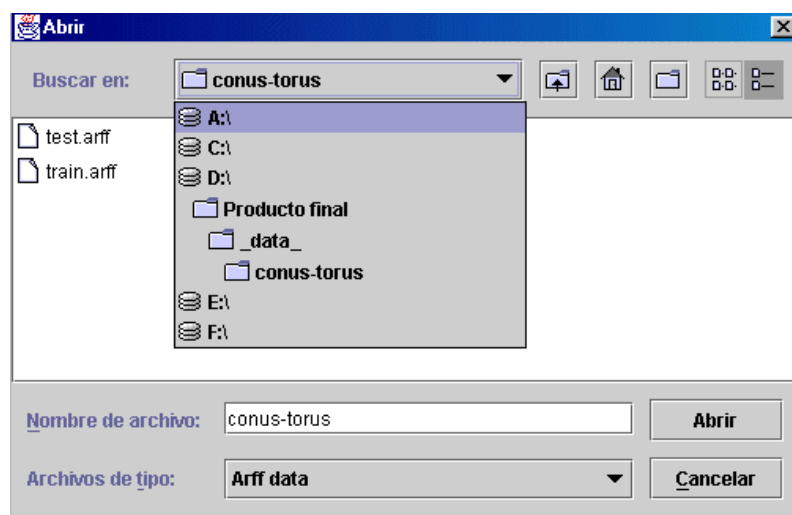 Abrir
Buscar en: conus-torus
A:\
test.arff
C:\
train.arff
D:\
Producto final
_data_
conus-torus
E:\
F:\
Nombre de archivo: conus-torus Abrir
Archivos de tipo: Arff data Cancelar